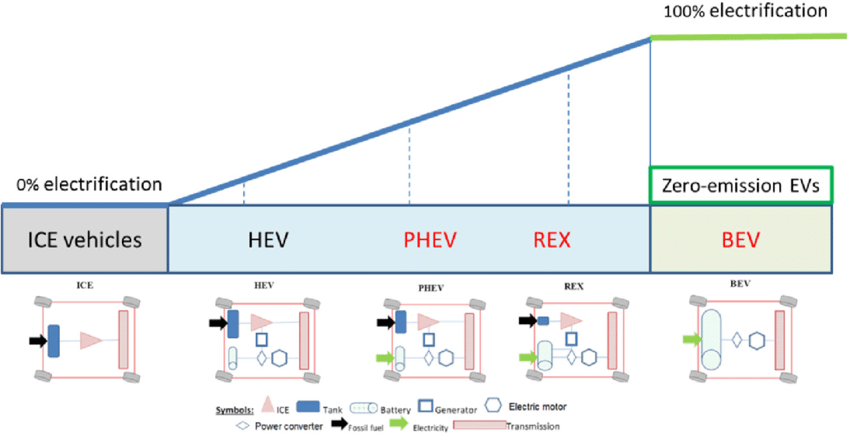 100% electrification
0% electrification
Zero-emission EVs
ICE vehicles HEV PHEV REX BEV
ICE HEV PHEV REX BEV
Symbols: ICE Tank Battery Generator Electric motor
Power converter Fossil fuel Electricity Transmission